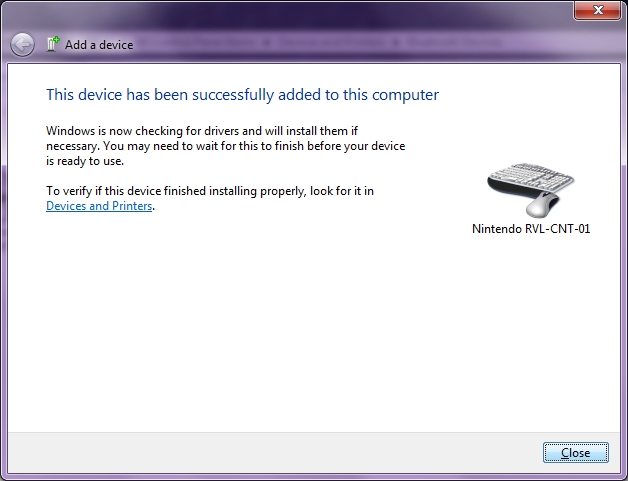 Add a device
This device has been successfully added to this computer
Windows is now checking for drivers and will install them if
necessary. You may need to wait for this to finish before your device
is ready to use.
To verify if this device finished installing properly, look for it in
Devices and Printers.
Nintendo RVL-CNT-01
Close